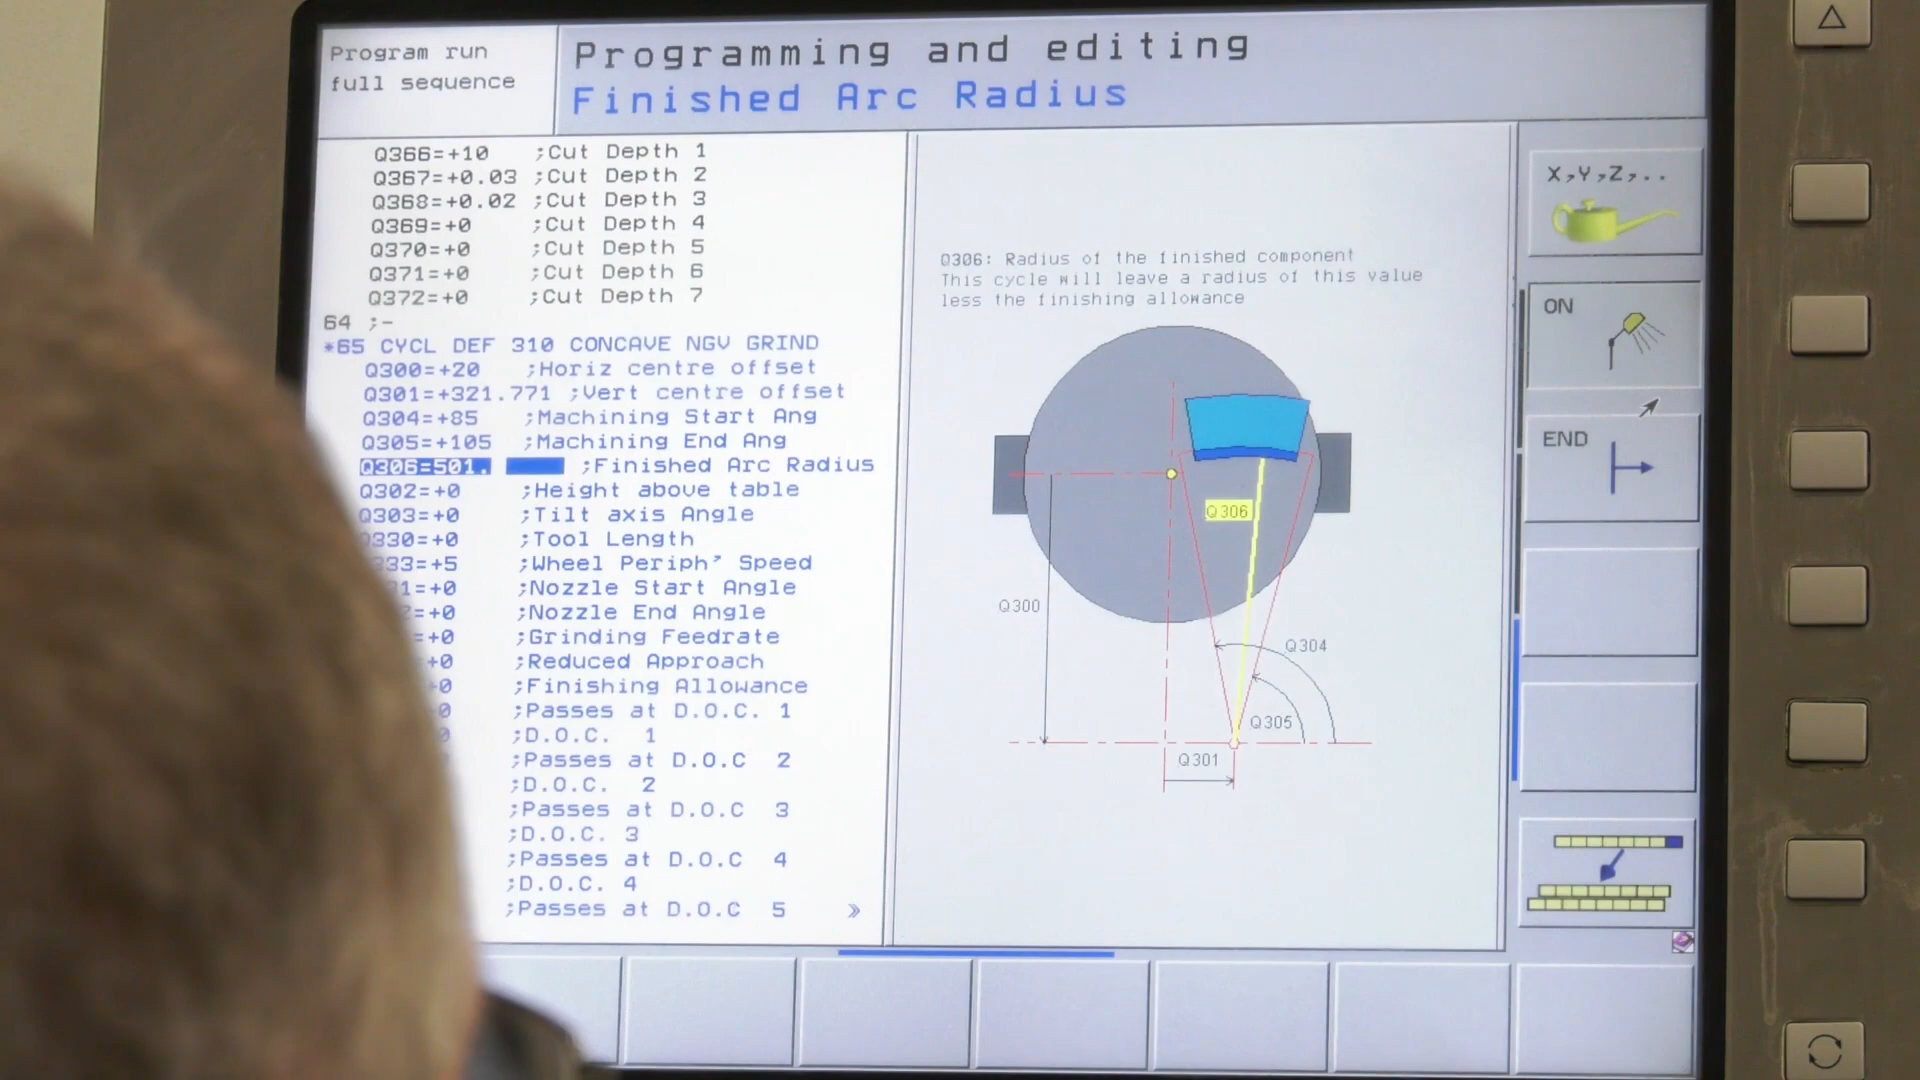 Program run
full sequence
Programming and editing
Finished Arc Radius
Q366=+10 ;Cut Depth 1
Q367=+0.03 ;Cut Depth 2
Q368=+0.02 ;Cut Depth 3
Q369=+0 ;Cut Depth 4
Q370=+0 ;Cut Depth 5
Q371=+0 ;Cut Depth 6
Q372=+0 ;Cut Depth 7
64 ;-
*65 CYCL DEF 310 CONCAVE NGV GRIND
Q300=+20 ;Horiz centre offset
Q301=+321.771 ;Vert centre offset
Q304=+85 ;Machining Start Ang
Q305=+105 ;Machining End Ang
Q306=501. ;Finished Arc Radius
Q302=+0 ;Height above table
Q303=+0 ;Tilt axis Angle
Q330=+0 ;Tool Length
33=+5 ;Wheel Periph' Speed
1=+0 ;Nozzle Start Angle
=+0 ;Nozzle End Angle
=+0 ;Grinding Feedrate
+0 ;Reduced Approach
0 ;Finishing Allowance
;Passes at D.O.C. 1
;D.O.C. 1
;Passes at D.O.C 2
;D.O.C. 2
;Passes at D.O.C 3
;D.O.C. 3
;Passes at D.O.C 4
;D.O.C. 4
;Passes at D.O.C 5 »
Q306: Radius of the finished component
This cycle will leave a radius of this value
less the finishing allowance
Q306
Q300
Q304
Q305
Q301
X,Y,Z,..
ON
END